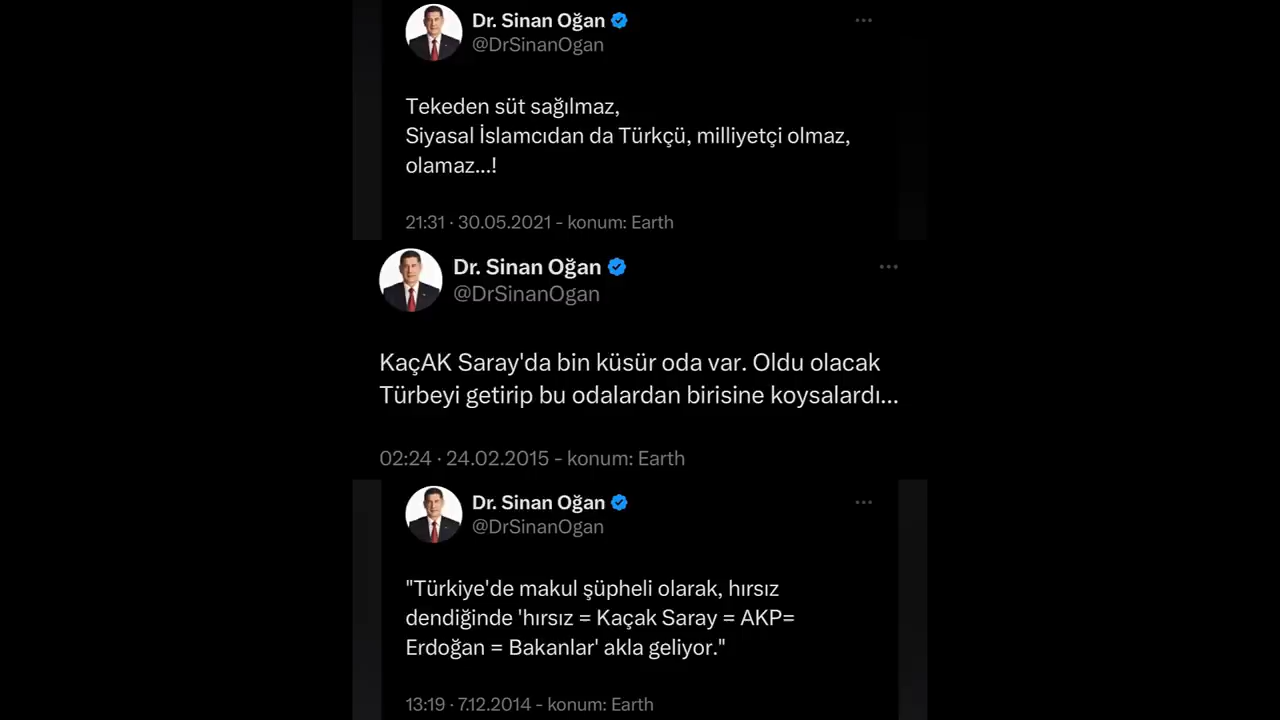 Dr. Sinan Oğan
@DrSinanOgan
Tekeden süt sağılmaz,
Siyasal İslamcıdan da Türkçü, milliyetçi olmaz,
olamaz...!
21:31 · 30.05.2021 - konum: Earth
Dr. Sinan Oğan
@DrSinanOgan
KaçAK Saray'da bin küsür oda var. Oldu olacak
Türbeyi getirip bu odalardan birisine koysalardı...
02:24 · 24.02.2015 - konum: Earth
Dr. Sinan Oğan
@DrSinanOgan
"Türkiye'de makul şüpheli olarak, hırsız
dendiğinde 'hırsız = Kaçak Saray = AKP=
Erdoğan = Bakanlar' akla geliyor."
13:19 · 7.12.2014 - konum: Earth